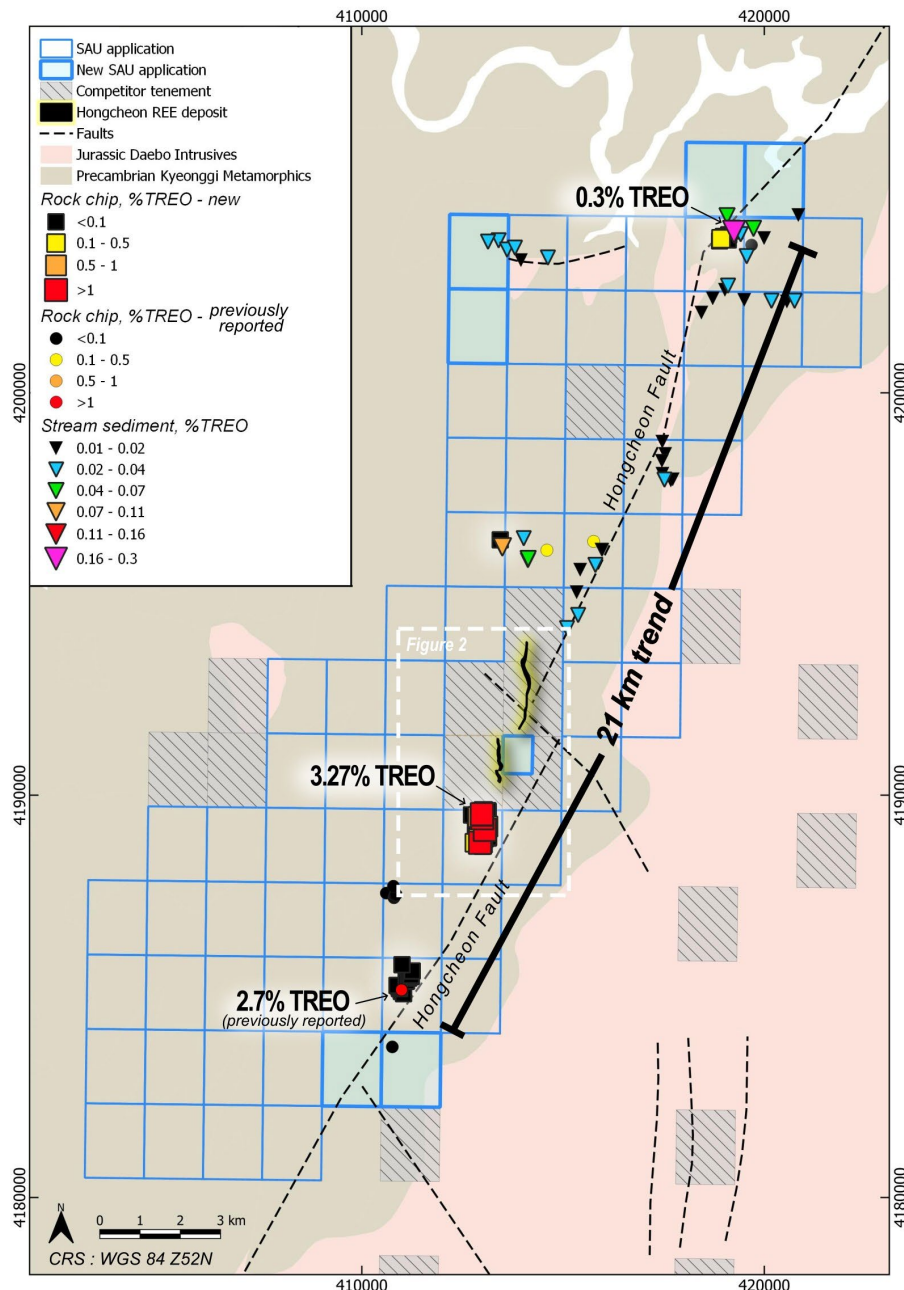 410000
420000
SAU application
New SAU application
Competitor tenement
Hongcheon REE deposit
Faults
Jurassic Daebo Intrusives
Precambrian Kyeonggi Metamorphics
Rock chip, %TREO - new
<0.1
0.1 - 0.5
0.5 - 1
>1
Rock chip, %TREO - previously
reported
<0.1
0.1 - 0.5
0.5 - 1
>1
Stream sediment, %TREO
0.01 - 0.02
0.02 - 0.04
0.04 - 0.07
0.07 - 0.11
0.11 - 0.16
0.16 - 0.3
0.3% TREO
4200000
4200000
Hongcheon Fault
Figure 2
21 km trend
3.27% TREO
4190000
4190000
Hongcheon Fault
2.7% TREO
(previously reported)
4180000
4180000
N
0 1 2 3 km
CRS : WGS 84 Z52N
410000
420000